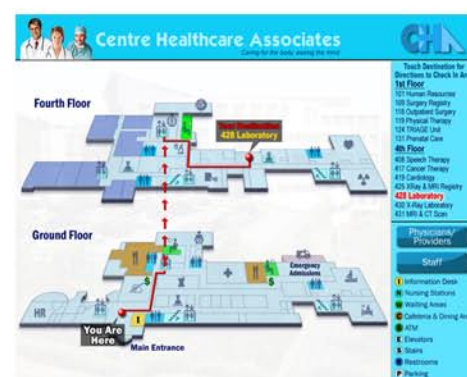 Centre Healthcare Associates
Caring for the body, easing the mind
CHA
Touch Destination for
Directions to Check In Area
1st Floor
101 Human Resources
109 Surgery Registry
118 Outpatient Surgery
119 Physical Therapy
124 TRIAGE Unit
131 Prenatal Care
4th Floor
408 Speech Therapy
417 Cancer Therapy
419 Cardiology
425 XRay & MRI Registry
428 Laboratory
430 X-Ray Laboratory
431 MRI & CT Scan
Physicians/
Providers
Staff
I Information Desk
N Nursing Stations
Waiting Areas
C Cafeteria & Dining Area
ATM
E Elevators
S Stairs
Restrooms
P Parking
Fourth Floor
Your Destination
428 Laboratory
Ground Floor
Emergency
Admissions
$
$
HR
I
You Are
Here
Main Entrance